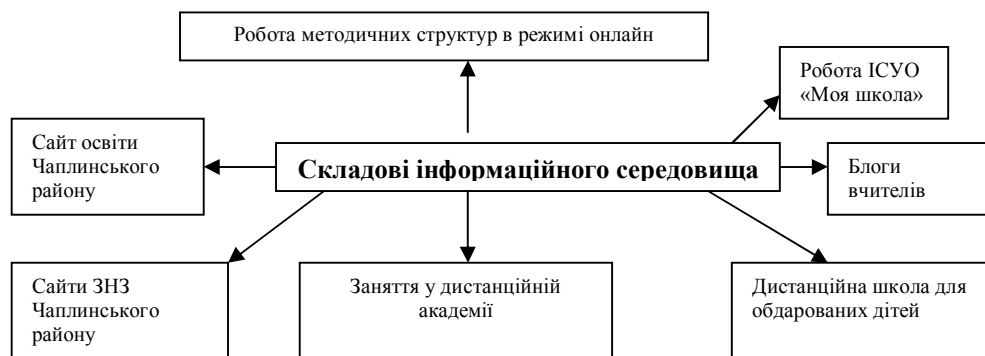 Робота методичних структур в режимі онлайн
Робота ІСУО
«Моя школа»
Сайт освіти
Чаплинського
району
Складові інформаційного середовища
Блоги
вчителів
Сайти ЗНЗ
Чаплинського
району
Заняття у дистанційній
академії
Дистанційна школа для
обдарованих дітей